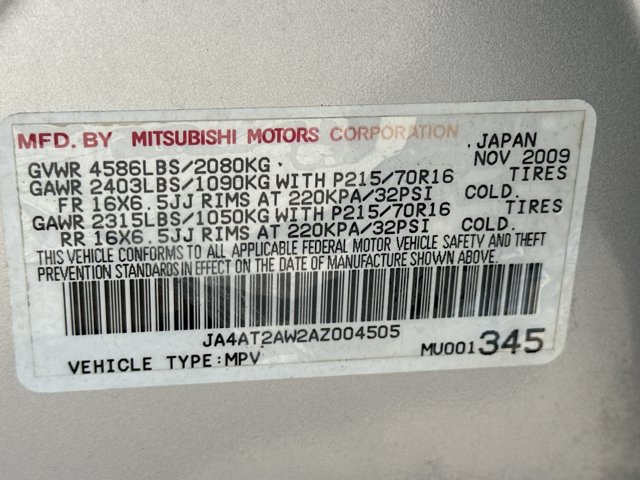 MFD. BY MITSUBISHI MOTORS CORPORATION JAPAN
GVWR 4586LBS/2080KG. NOV 2009
GAWR 2403LBS/1090KG WITH P215/70R16 TIRES
FR 16X6.5JJ RIMS AT 220KPA/32PSI COLD.
GAWR 2315LBS/1050KG WITH P215/70R16 TIRES
RR 16X6.5JJ RIMS AT 220KPA/32PSI COLD.
THIS VEHICLE CONFORMS TO ALL APPLICABLE FEDERAL MOTOR VEHICLE SAFETY AND THEFT
PREVENTION STANDARDS IN EFFECT ON THE DATE OF MANUFACTURE SHOWN ABOVE.
JA4AT2AW2AZ004505
VEHICLE TYPE:MPV MU001345